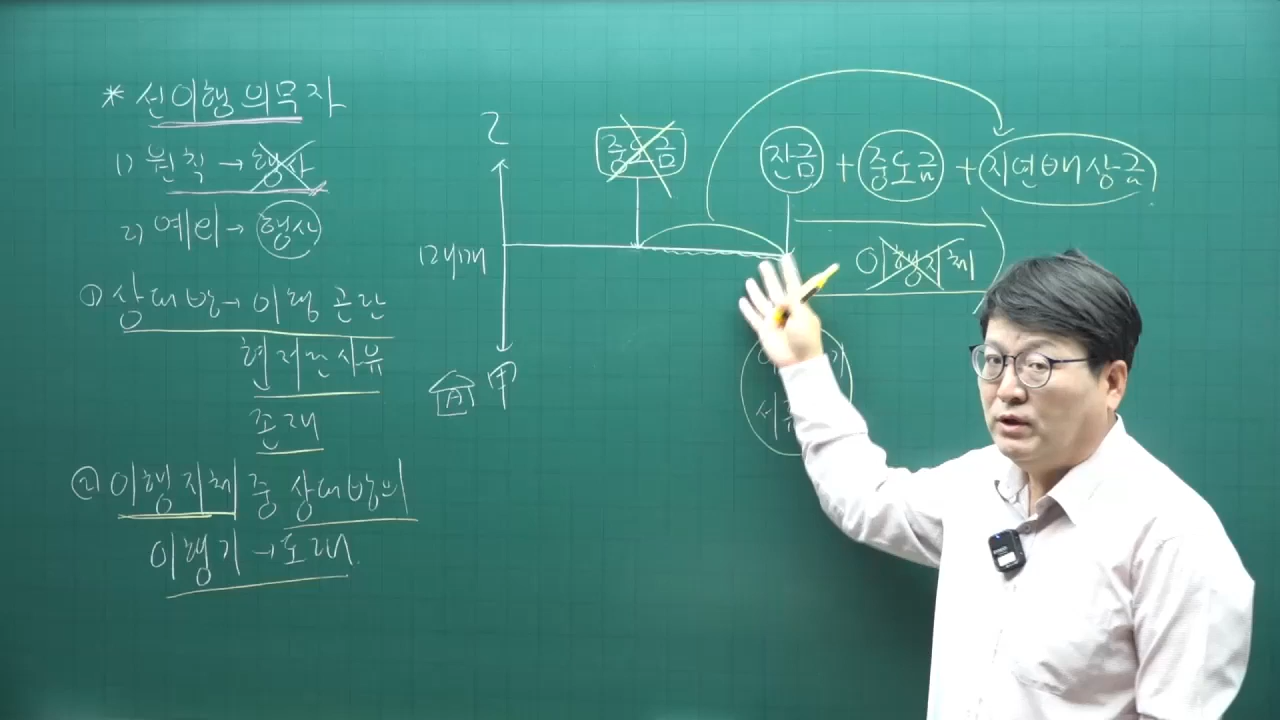 * 선이행의무자
1) 원칙 → 행사
2) 예외 → 행사
① 상대방 → 이행 곤란
현저한 사유
존재
② 이행지체 중 상대방의
이행기 → 도래.
乙
매매
甲
중도금
잔금 + 중도금 + 지연배상금
이행지체